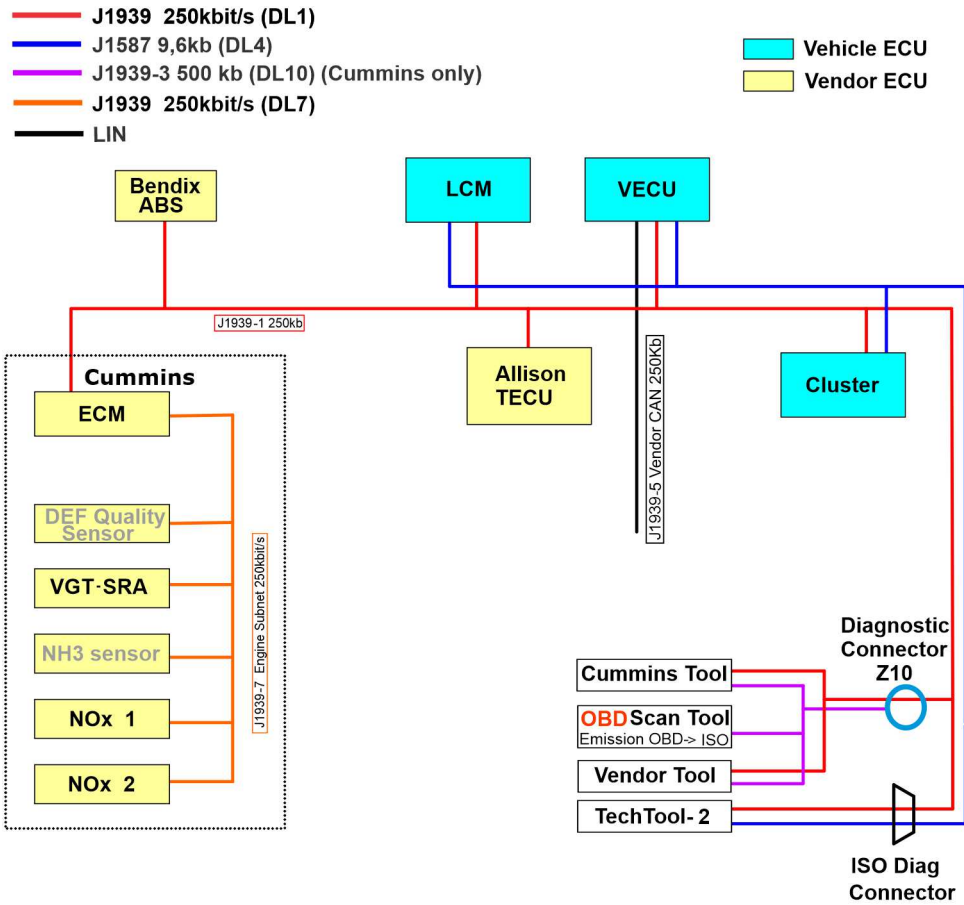 J1939  250kbit/s (DL1)
J1587 9,6kb (DL4)
J1939-3 500 kb (DL10) (Cummins only)
J1939  250kbit/s (DL7)
LIN
Vehicle ECU
Vendor ECU
Bendix
ABS
LCM
VECU
J1939-1 250kb
J1939-5 Vendor CAN 250Kb
Allison
TECU
Cluster
Cummins
ECM
DEF Quality
Sensor
VGT-SRA
NH3 sensor
NOx 1
NOx 2
J1939-7  Engine Subnet 250kbit/s
Diagnostic
Connector
Z10
Cummins Tool
OBD Scan Tool
Emission OBD-> ISO
Vendor Tool
TechTool-2
ISO Diag
Connector